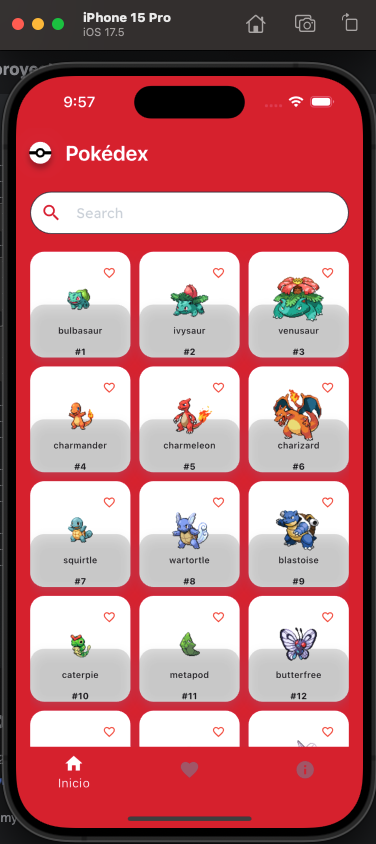 iPhone 15 Pro
iOS 17.5
9:57
Pokédex
Search
bulbasaur ivysaur venusaur
#1 #2 #3
charmander charmeleon charizard
#4 #5 #6
squirtle wartortle blastoise
#7 #8 #9
caterpie metapod butterfree
#10 #11 #12
Inicio